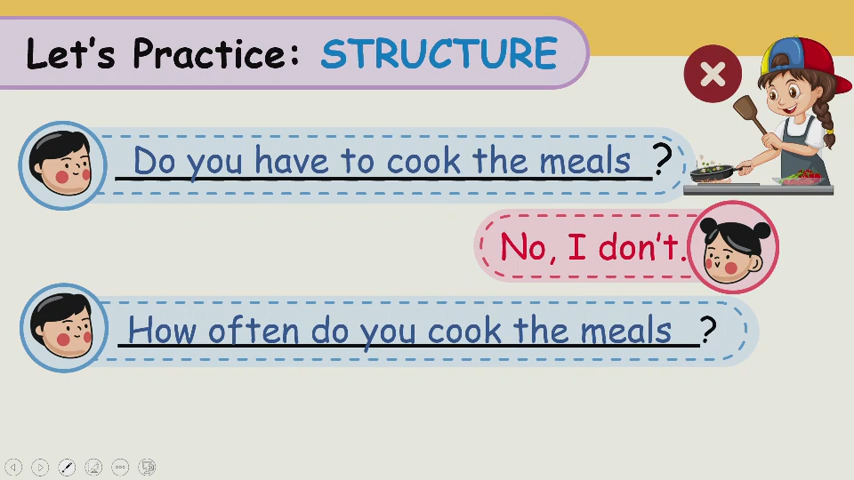 Let's Practice: STRUCTURE
Do you have to cook the meals?
No, I don't.
How often do you cook the meals ?